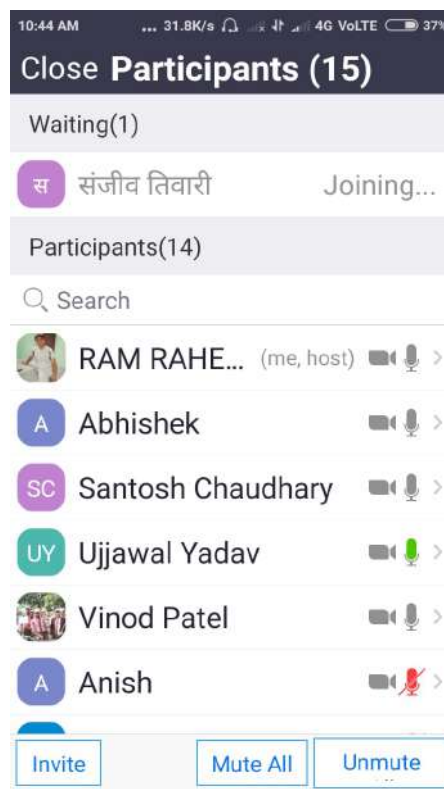 10:44 AM ... 31.8K/s 4G VoLTE 37%
Close Participants (15)
Waiting(1)
स संजीव तिवारी Joining...
Participants(14)
Search
RAM RAHE... (me, host)
A Abhishek
SC Santosh Chaudhary
UY Ujjawal Yadav
Vinod Patel
A Anish
Invite Mute All Unmute